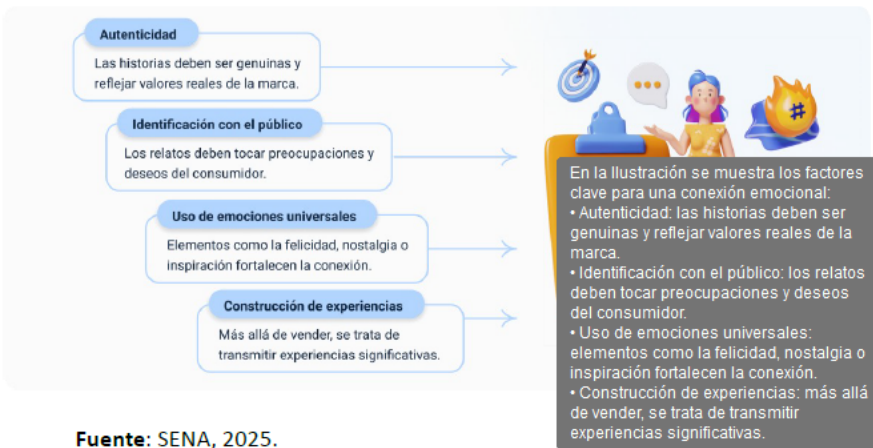 Autenticidad
Las historias deben ser genuinas y
reflejar valores reales de la marca.
Identificación con el público
Los relatos deben tocar preocupaciones y
deseos del consumidor.
Uso de emociones universales
Elementos como la felicidad, nostalgia o
inspiración fortalecen la conexión.
Construcción de experiencias
Más allá de vender, se trata de
transmitir experiencias significativas.
#
En la Ilustración se muestra los factores
clave para una conexión emocional:
• Autenticidad: las historias deben ser
genuinas y reflejar valores reales de la
marca.
• Identificación con el público: los relatos
deben tocar preocupaciones y deseos
del consumidor.
• Uso de emociones universales:
elementos como la felicidad, nostalgia o
inspiración fortalecen la conexión.
• Construcción de experiencias: más allá
de vender, se trata de transmitir
experiencias significativas.
Fuente: SENA, 2025.